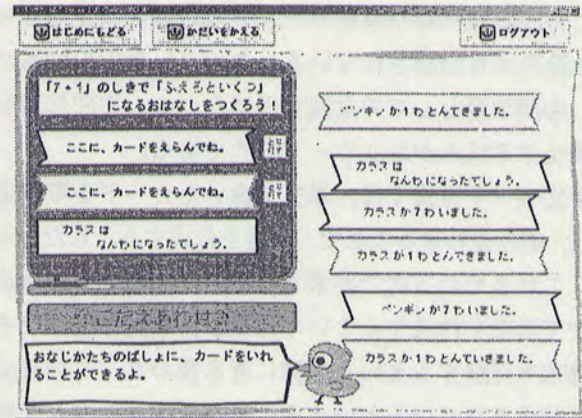 はじめにもどる
かだいをかえる
ログアウト
「7+1」のしきで「ふえるといくつ」
になるおはなしをつくろう!
ここに、カードをえらんでね。
ここに、カードをえらんでね。
カラスは
なんわになったでしょう。
こたえあわせ
おなじかたちのばしょに、カードをいれ
ることができるよ。
ペンギンが1わとんできました。
カラスは
なんわになったでしょう。
カラスが7わいました。
カラスが1わとんできました。
ペンギンが7わいました。
カラスが1わとんでいきました。